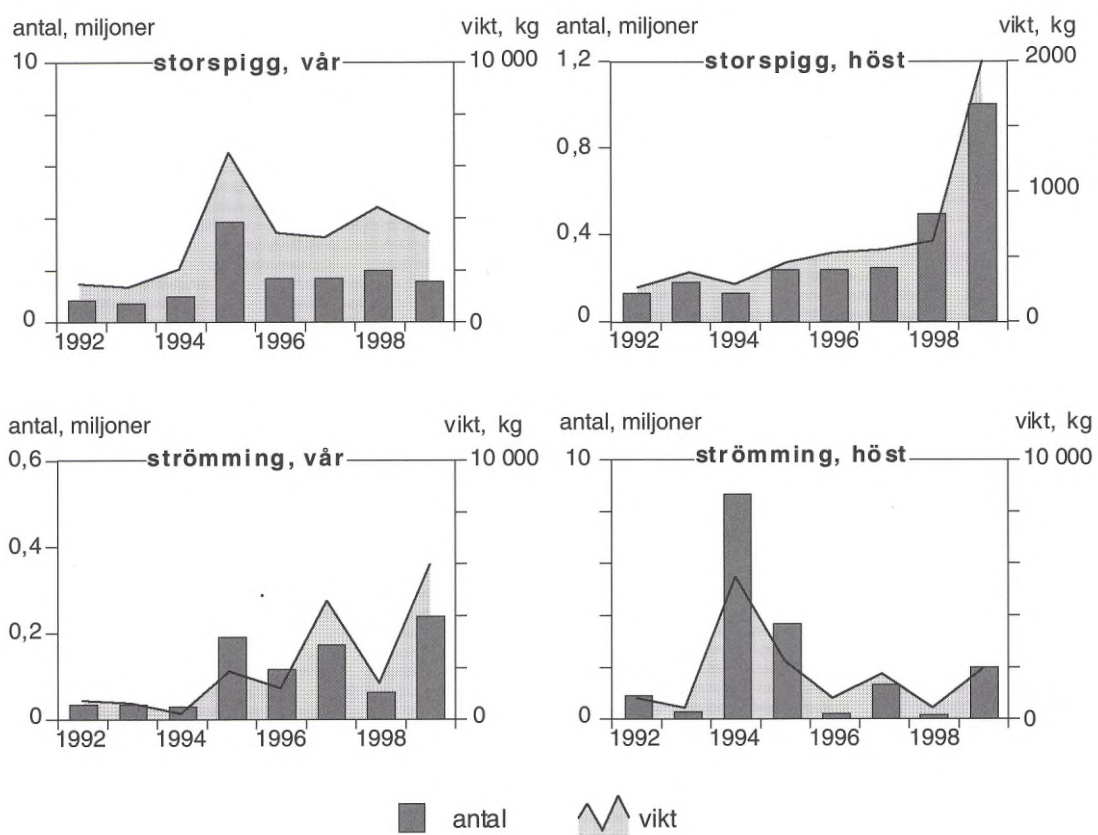 antal, miljoner
vikt, kg
10
storspigg, vår
10 000
0
0
1992
1994
1996
1998
antal, miljoner
vikt, kg
1,2
storspigg, höst
2000
0,8
1000
0,4
0
0
1992
1994
1996
1998
antal, miljoner
vikt, kg
0,6
strömming, vår
10 000
0,4
0,2
0
0
1992
1994
1996
1998
antal, miljoner
vikt, kg
10
strömming, höst
10 000
0
0
1992
1994
1996
1998
antal
vikt